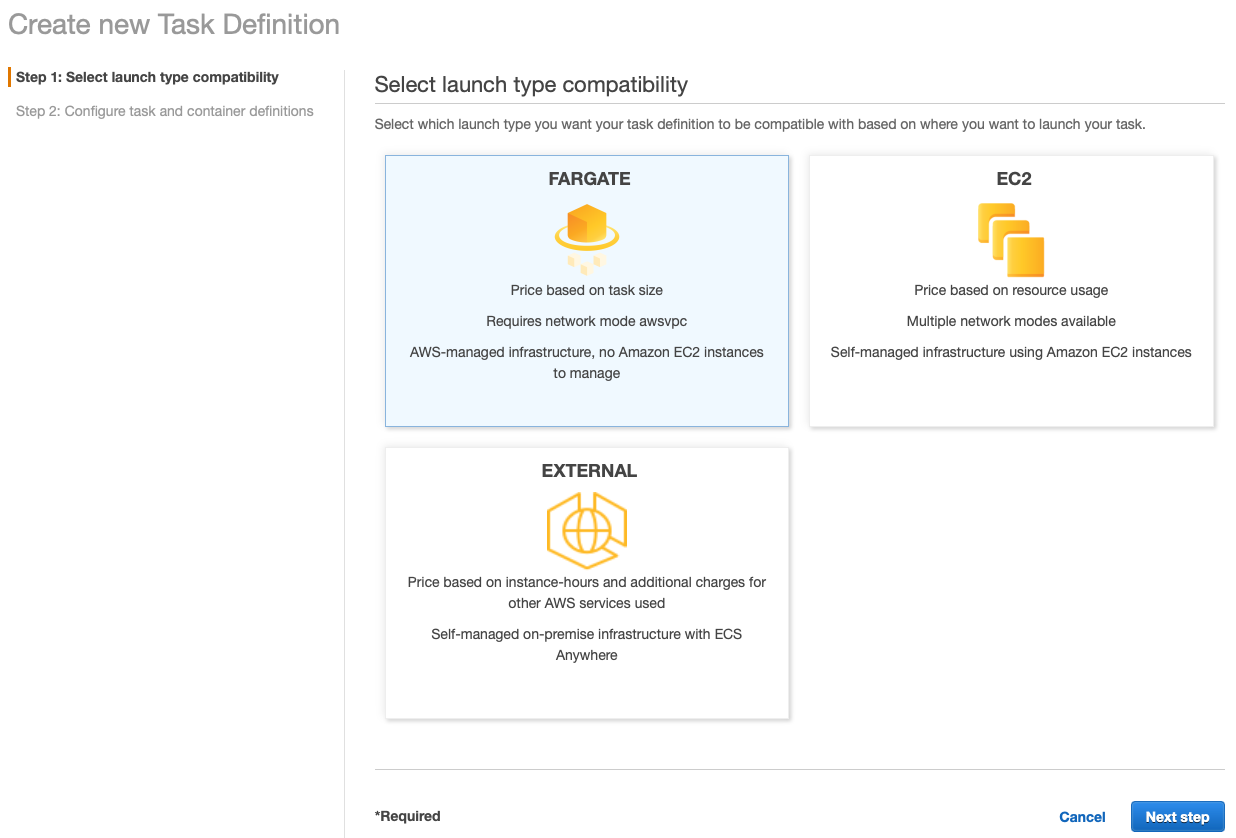 Create new Task Definition
Step 1: Select launch type compatibility
Step 2: Configure task and container definitions
Select launch type compatibility
Select which launch type you want your task definition to be compatible with based on where you want to launch your task.
FARGATE
Price based on task size
Requires network mode awsvpc
AWS-managed infrastructure, no Amazon EC2 instances
to manage
EC2
Price based on resource usage
Multiple network modes available
Self-managed infrastructure using Amazon EC2 instances
EXTERNAL
Price based on instance-hours and additional charges for
other AWS services used
Self-managed on-premise infrastructure with ECS
Anywhere
*Required
Cancel
Next step